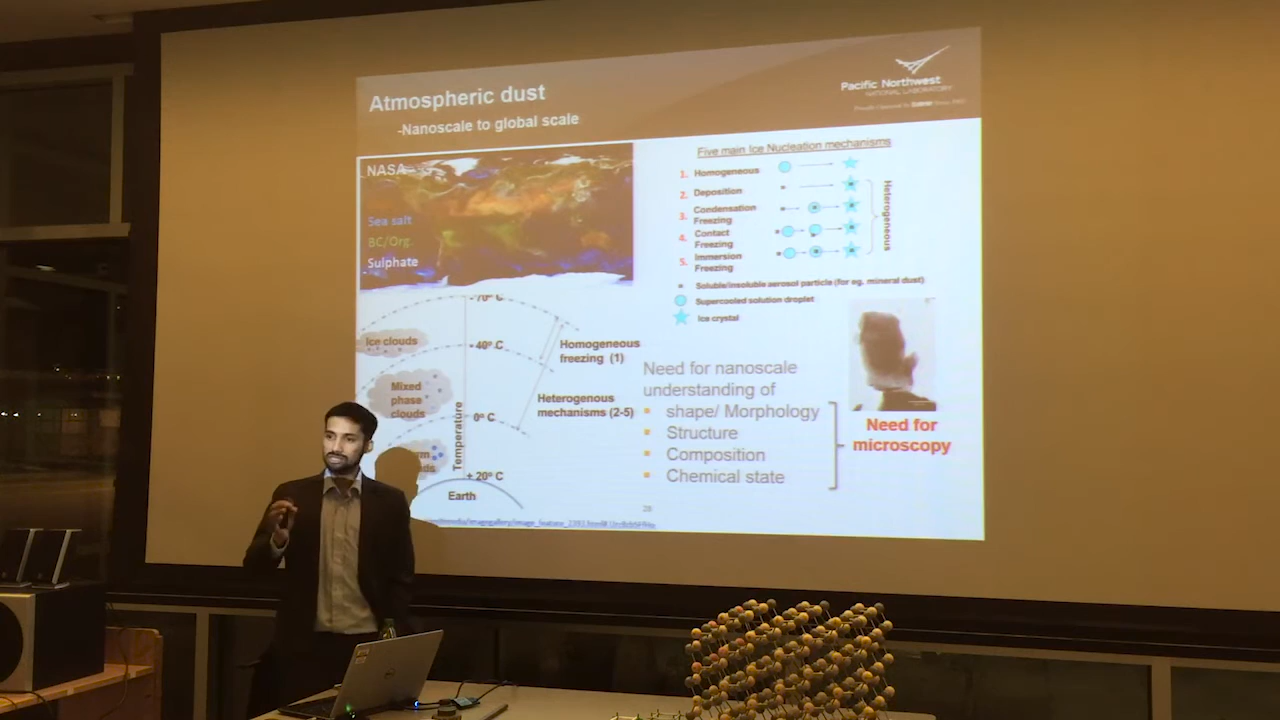 Atmospheric dust
-Nanoscale to global scale
Pacific Northwest
NATIONAL LABORATORY
NASA
Sea salt
BC/Org.
Sulphate
Five main Ice Nucleation mechanisms
1. Homogeneous
2. Deposition
3. Condensation
Freezing
4. Contact
Freezing
5. Immersion
Freezing
Heterogeneous
Soluble/insoluble aerosol particle (for eg. mineral dust)
Supercooled solution droplet
Ice crystal
- 70º C
Ice clouds
- 40º C
Homogeneous
freezing (1)
Mixed
phase
clouds
0º C
Heterogenous
mechanisms (2-5)
Temperature
+ 20º C
Earth
Need for nanoscale
understanding of
shape/ Morphology
Structure
Composition
Chemical state
Need for
microscopy